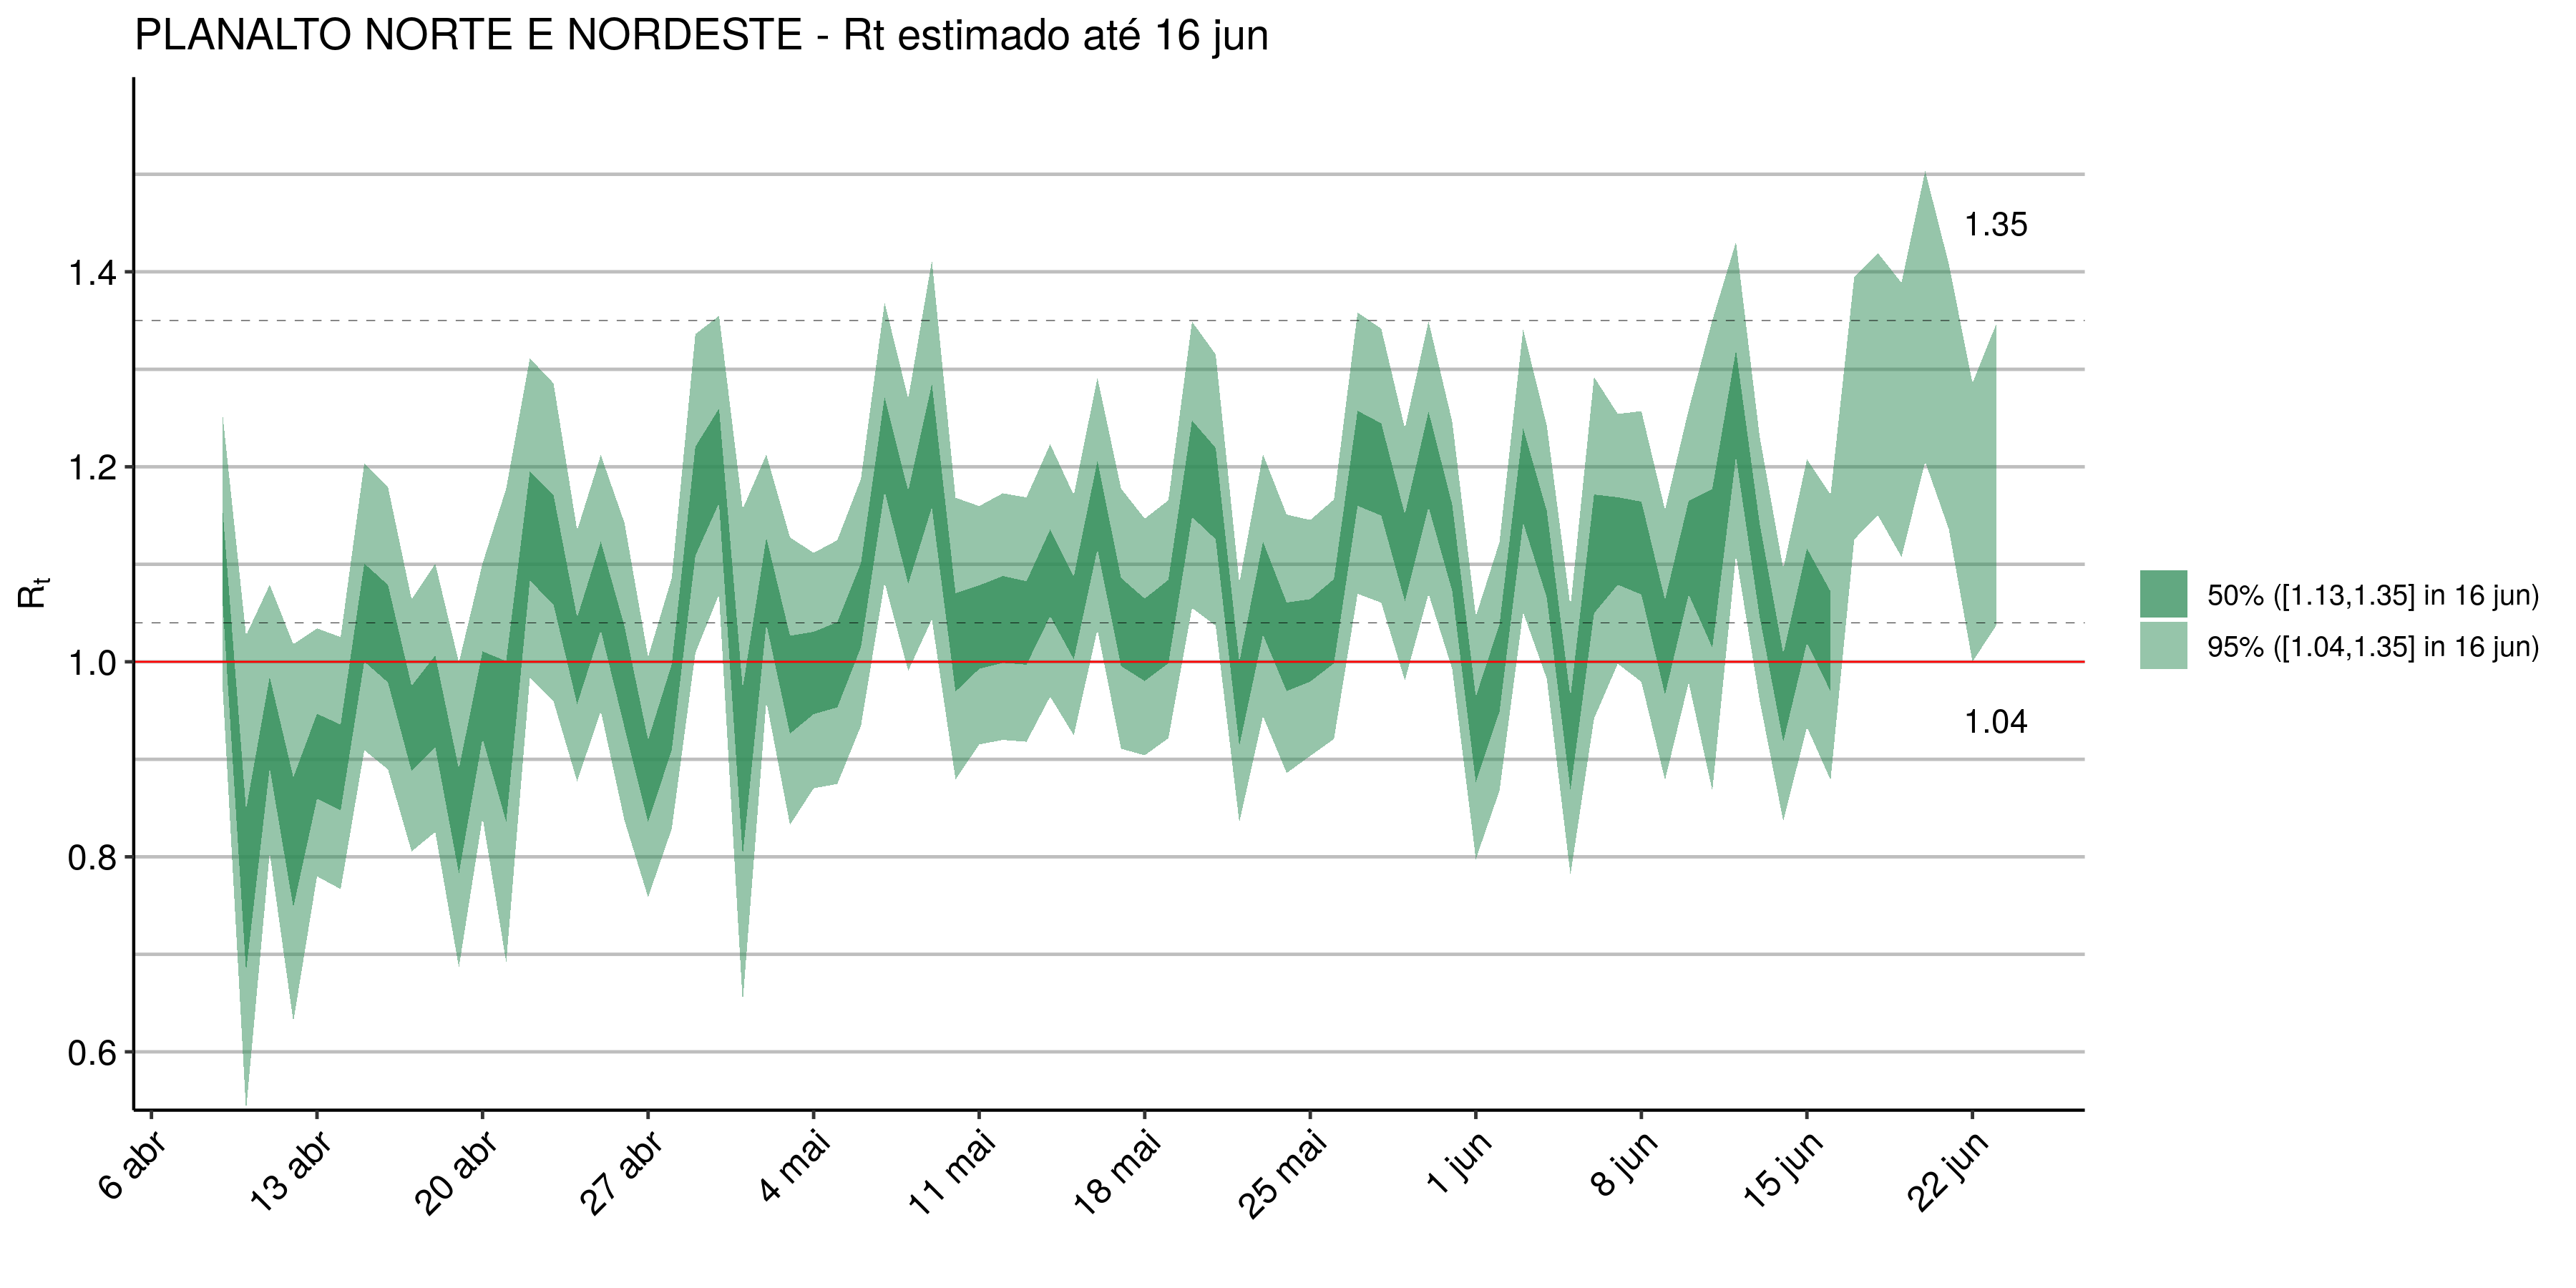 PLANALTO NORTE E NORDESTE - Rt estimado até 16 jun
1.35
1.4
1.2
1.0
0.8
0.6
Rt
1.04
50% ([1.13,1.35] in 16 jun)
95% ([1.04,1.35] in 16 jun)
6 abr
13 abr
20 abr
27 abr
4 mai
11 mai
18 mai
25 mai
1 jun
8 jun
15 jun
22 jun